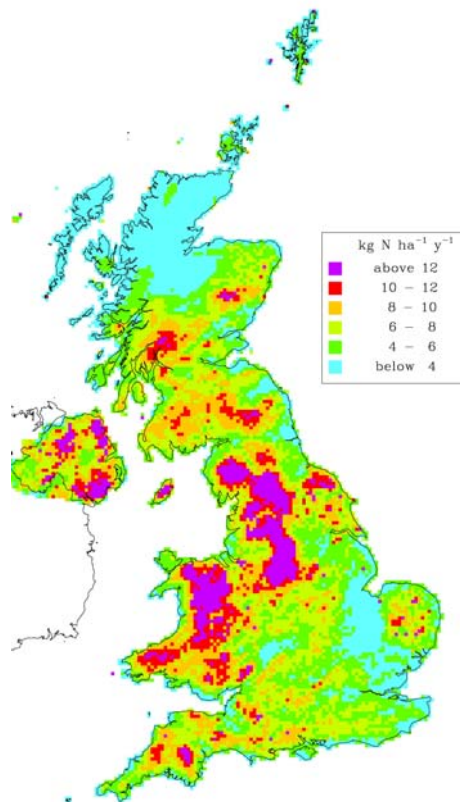 kg N ha⁻¹ y⁻¹
above 12
10 – 12
8 – 10
6 – 8
4 – 6
below 4